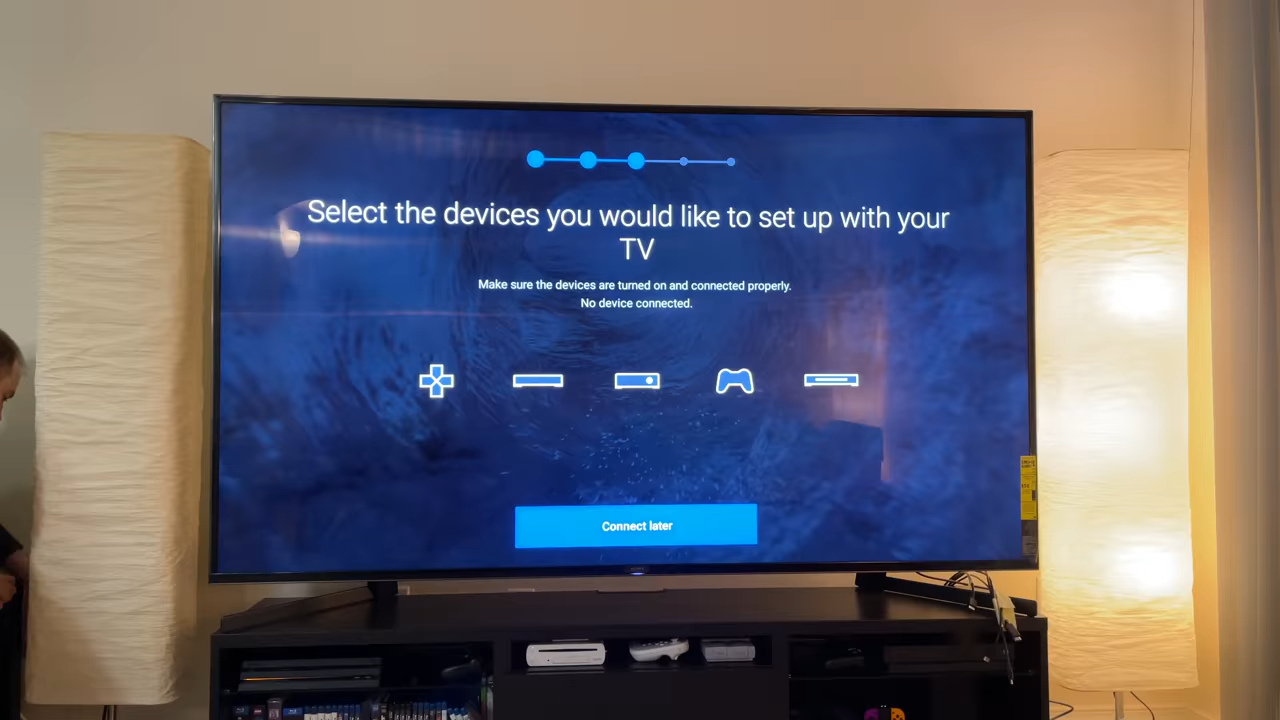 Select the devices you would like to set up with your
TV
Make sure the devices are turned on and connected properly.
No device connected.
Connect later